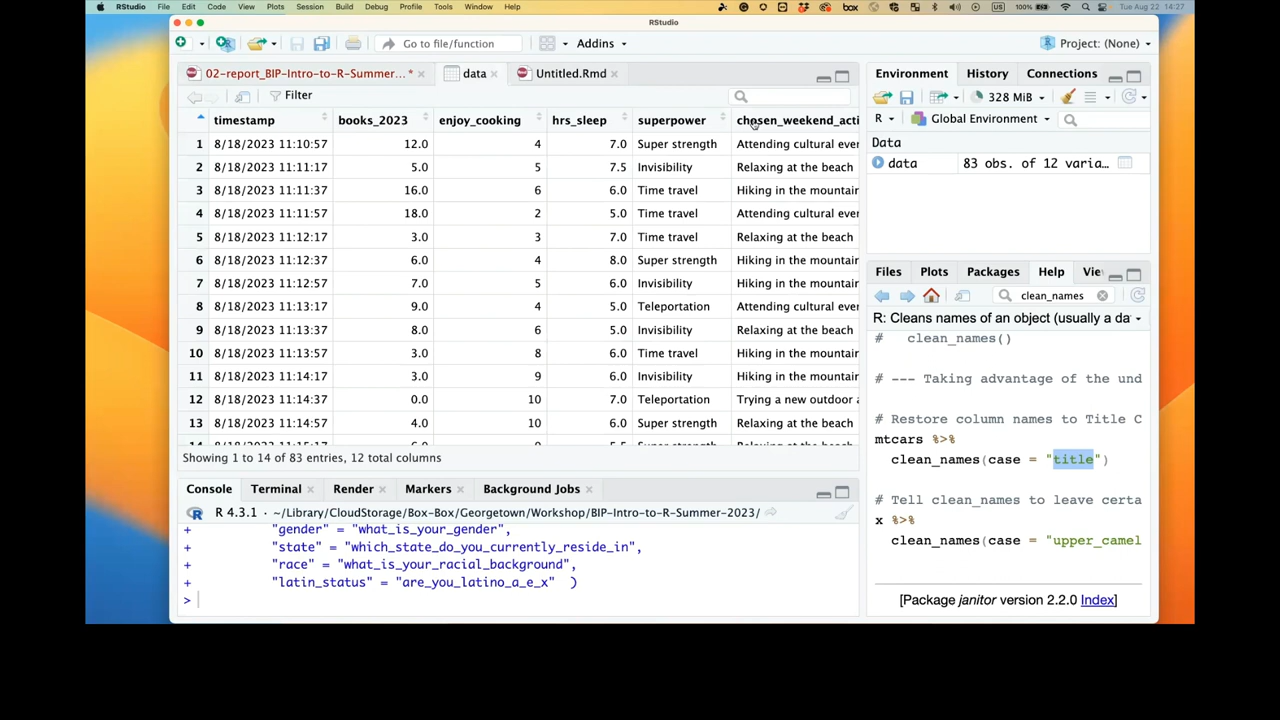 RStudio File Edit Code View Plots Session Build Debug Profile Tools Window Help box US 100% Tue Aug 22 14:27
RStudio
Go to file/function Addins Project: (None)
02-report_BIP-Intro-to-R-Summer... * data Untitled.Rmd
Filter
timestamp books_2023 enjoy_cooking hrs_sleep superpower chosen_weekend_acti
1 8/18/2023 11:10:57 12.0 4 7.0 Super strength Attending cultural ever
2 8/18/2023 11:11:17 5.0 5 7.5 Invisibility Relaxing at the beach
3 8/18/2023 11:11:37 16.0 6 6.0 Time travel Hiking in the mountair
4 8/18/2023 11:11:57 18.0 2 5.0 Time travel Attending cultural ever
5 8/18/2023 11:12:17 3.0 3 7.0 Time travel Relaxing at the beach
6 8/18/2023 11:12:37 6.0 4 8.0 Super strength Hiking in the mountair
7 8/18/2023 11:12:57 7.0 5 6.0 Invisibility Hiking in the mountair
8 8/18/2023 11:13:17 9.0 4 5.0 Teleportation Attending cultural ever
9 8/18/2023 11:13:37 8.0 6 5.0 Invisibility Relaxing at the beach
10 8/18/2023 11:13:57 3.0 8 6.0 Time travel Hiking in the mountair
11 8/18/2023 11:14:17 3.0 9 6.0 Invisibility Hiking in the mountair
12 8/18/2023 11:14:37 0.0 10 7.0 Teleportation Trying a new outdoor a
13 8/18/2023 11:14:57 4.0 10 6.0 Super strength Relaxing at the beach
Showing 1 to 14 of 83 entries, 12 total columns
Console Terminal Render Markers Background Jobs
R 4.3.1 · ~/Library/CloudStorage/Box-Box/Georgetown/Workshop/BIP-Intro-to-R-Summer-2023/
+ "gender" = "what_is_your_gender",
+ "state" = "which_state_do_you_currently_reside_in",
+ "race" = "what_is_your_racial_background",
+ "latin_status" = "are_you_latino_a_e_x" )
>
Environment History Connections
328 MiB
R Global Environment
Data
data 83 obs. of 12 varia...
Files Plots Packages Help Vie
clean_names
R: Cleans names of an object (usually a da
# clean_names()
# --- Taking advantage of the und
# Restore column names to Title C
mtcars %>%
clean_names(case = "title")
# Tell clean_names to leave certa
x %>%
clean_names(case = "upper_camel
[Package janitor version 2.2.0 Index]